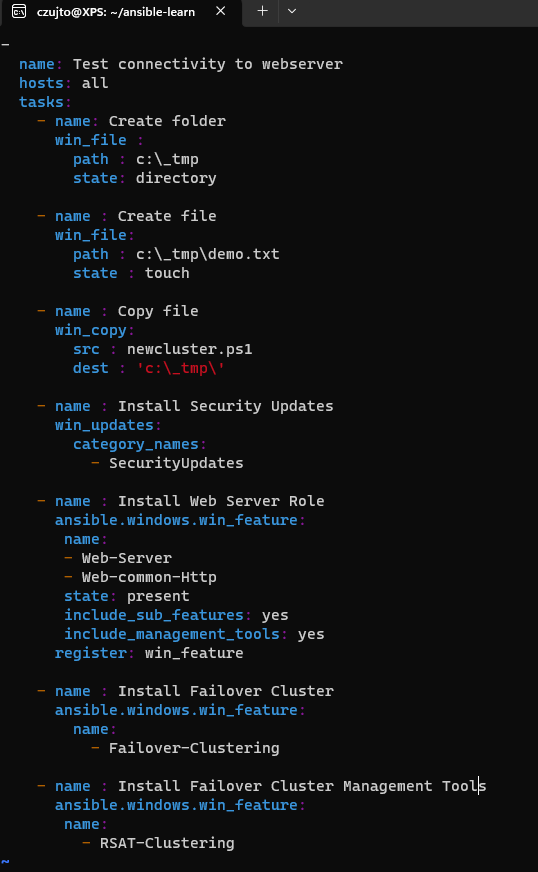 czujto@XPS: ~/ansible-learn
-
  name: Test connectivity to webserver
  hosts: all
  tasks:
    - name: Create folder
      win_file :
        path : c:\_tmp
        state: directory

    - name : Create file
      win_file:
        path : c:\_tmp\demo.txt
        state : touch

    - name : Copy file
      win_copy:
        src : newcluster.ps1
        dest : 'c:\_tmp\'

    - name : Install Security Updates
      win_updates:
        category_names:
          - SecurityUpdates

    - name : Install Web Server Role
      ansible.windows.win_feature:
       name:
       - Web-Server
       - Web-common-Http
       state: present
       include_sub_features: yes
       include_management_tools: yes
      register: win_feature

    - name : Install Failover Cluster
      ansible.windows.win_feature:
        name:
          - Failover-Clustering

    - name : Install Failover Cluster Management Tools
      ansible.windows.win_feature:
       name:
         - RSAT-Clustering
~